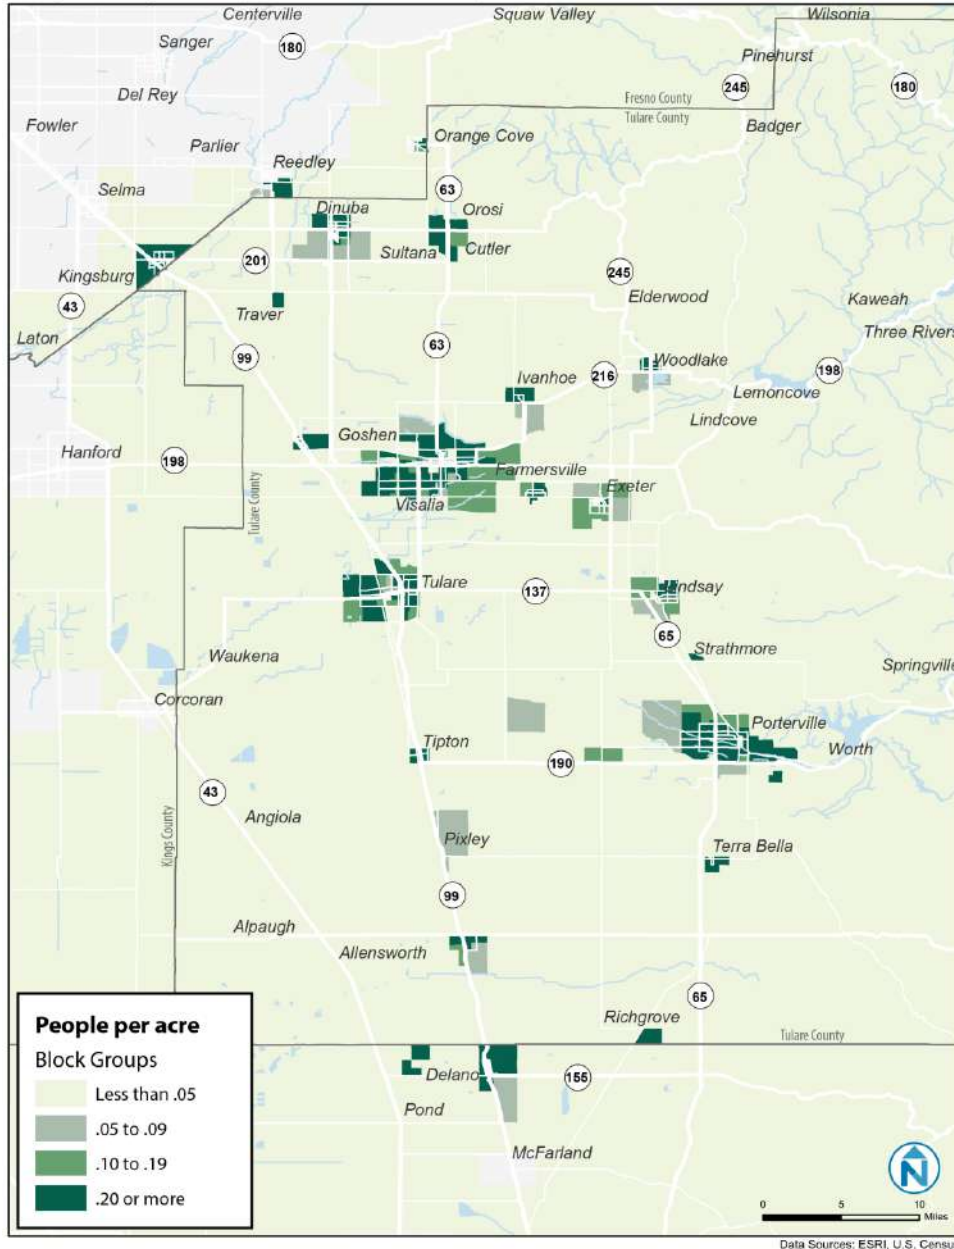 Centerville
Squaw Valley
Wilsonia
Sanger
180
Pinehurst
Del Rey
245
180
Fresno County
Tulare County
Fowler
Orange Cove
Badger
Parlier
Reedley
Selma
63
Dinuba
Orosi
Sultana
Cutler
201
Kingsburg
245
43
Traver
Elderwood
Kaweah
Laton
Three Rivers
99
63
Woodlake
Ivanhoe
216
198
Lemoncove
Lindcove
Goshen
Hanford
198
Farmersville
Exeter
Visalia
Tulare County
Tulare
137
Lindsay
65
Strathmore
Waukena
Springville
Corcoran
Porterville
Tipton
Worth
190
43
Angiola
Kings County
Pixley
Terra Bella
99
Alpaugh
Allensworth
65
Richgrove
Tulare County
Delano
155
Pond
McFarland
People per acre
Block Groups
Less than .05
.05 to .09
.10 to .19
.20 or more
N
0 5 10
Miles
Data Sources: ESRI, U.S. Censu